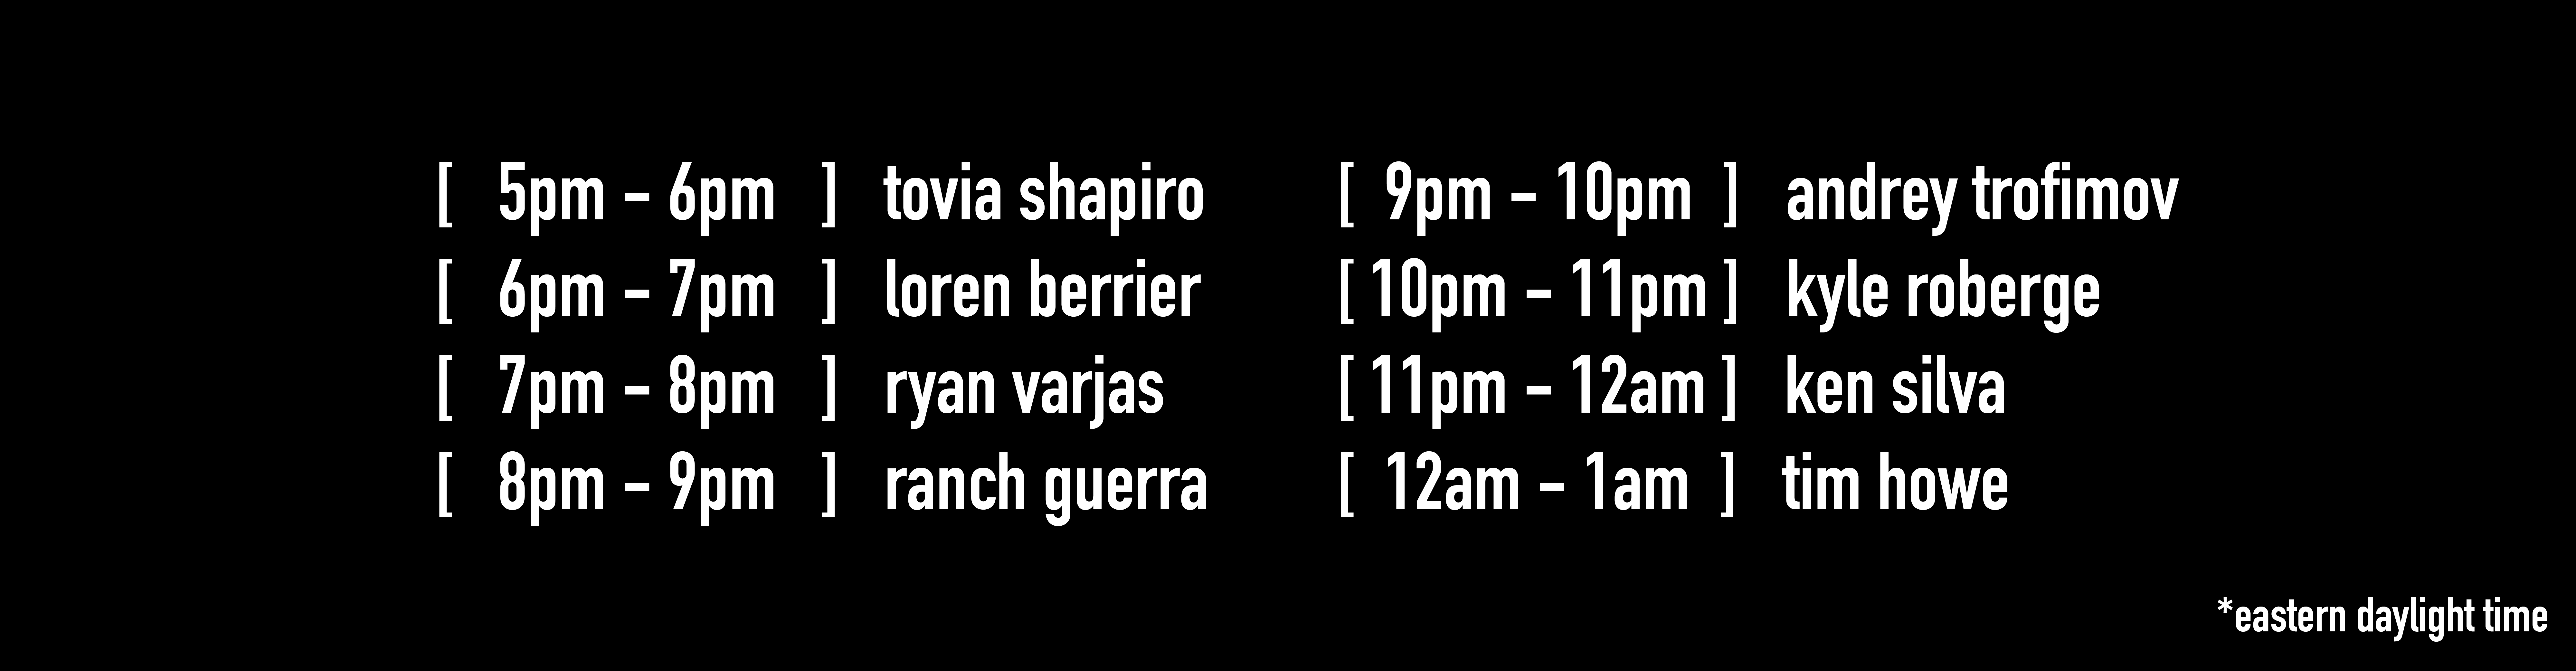 [ 5pm – 6pm ] tovia shapiro
[ 6pm – 7pm ] loren berrier
[ 7pm – 8pm ] ryan varjas
[ 8pm – 9pm ] ranch guerra
[ 9pm – 10pm ] andrey trofimov
[ 10pm – 11pm ] kyle roberge
[ 11pm – 12am ] ken silva
[ 12am – 1am ] tim howe
*eastern daylight time